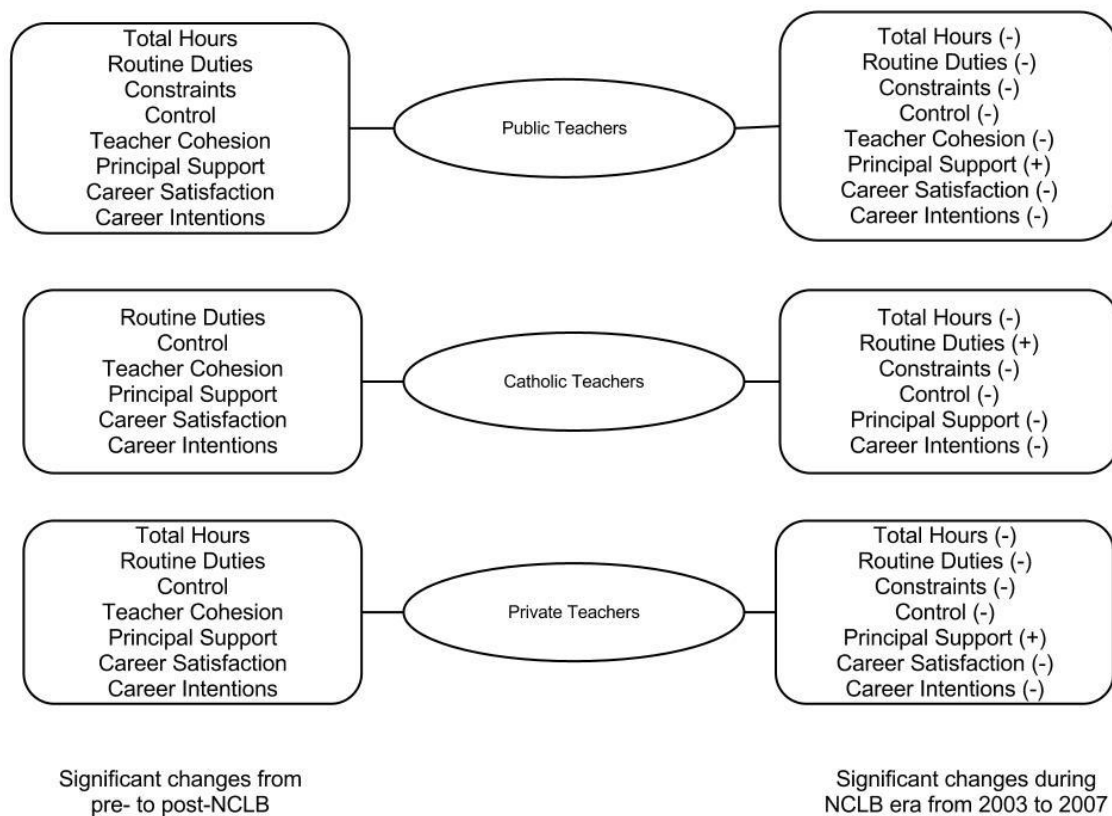 Total Hours
Routine Duties
Constraints
Control
Teacher Cohesion
Principal Support
Career Satisfaction
Career Intentions
Public Teachers
Total Hours (-)
Routine Duties (-)
Constraints (-)
Control (-)
Teacher Cohesion (-)
Principal Support (+)
Career Satisfaction (-)
Career Intentions (-)
Routine Duties
Control
Teacher Cohesion
Principal Support
Career Satisfaction
Career Intentions
Catholic Teachers
Total Hours (-)
Routine Duties (+)
Constraints (-)
Control (-)
Principal Support (-)
Career Intentions (-)
Total Hours
Routine Duties
Control
Teacher Cohesion
Principal Support
Career Satisfaction
Career Intentions
Private Teachers
Total Hours (-)
Routine Duties (-)
Constraints (-)
Control (-)
Principal Support (+)
Career Satisfaction (-)
Career Intentions (-)
Significant changes from
pre- to post-NCLB
Significant changes during
NCLB era from 2003 to 2007